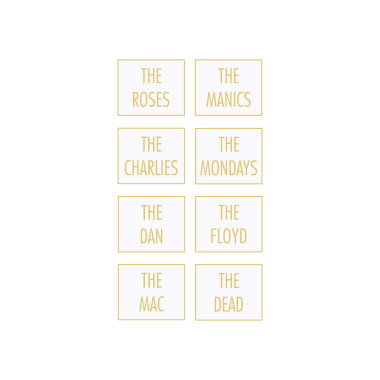 THE
ROSES
THE
MANICS
THE
CHARLIES
THE
MONDAYS
THE
DAN
THE
FLOYD
THE
MAC
THE
DEAD